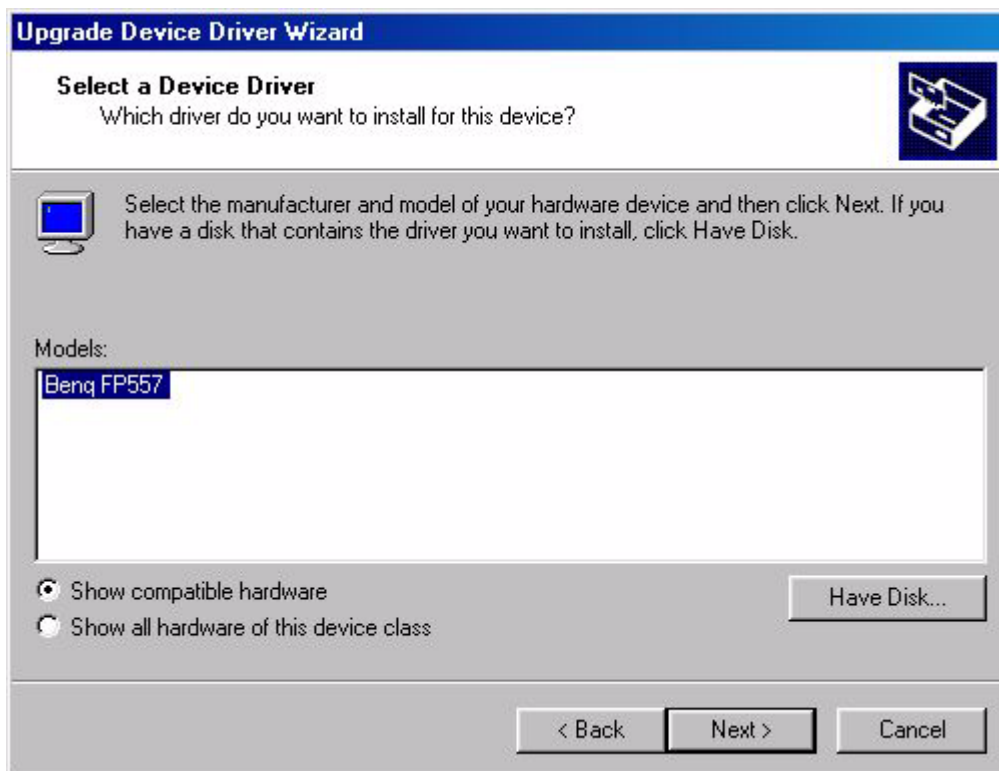 Upgrade Device Driver Wizard
Select a Device Driver
Which driver do you want to install for this device?
Select the manufacturer and model of your hardware device and then click Next. If you
have a disk that contains the driver you want to install, click Have Disk.
Models:
Benq FP557
Show compatible hardware
Have Disk...
Show all hardware of this device class
< Back
Next >
Cancel